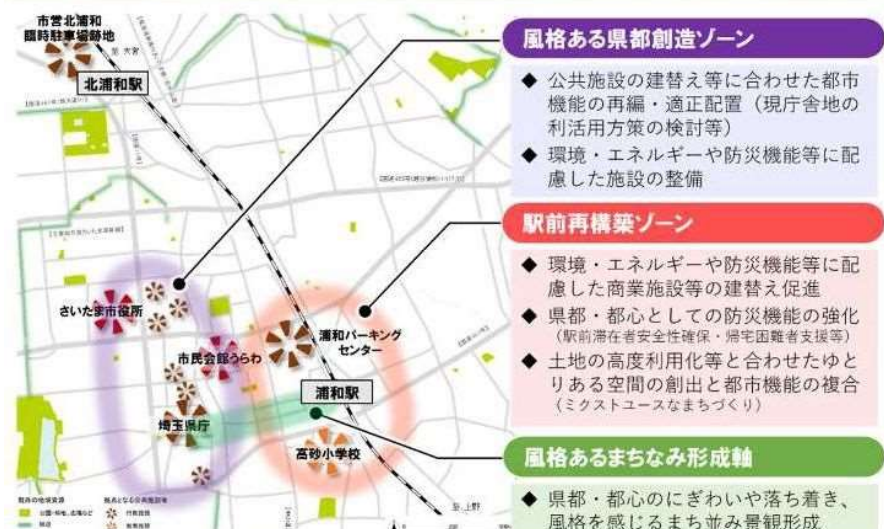 市営北浦和
臨時駐車場跡地
至 大宮
北浦和駅
さいたま市役所
市民会館うらわ
浦和パーキング
センター
浦和駅
埼玉県庁
高砂小学校
至 上野
風格ある県都創造ゾーン
◆ 公共施設の建替え等に合わせた都市
機能の再編・適正配置（現庁舎地の
利活用方策の検討等）
◆ 環境・エネルギーや防災機能等に配
慮した施設の整備
駅前再構築ゾーン
◆ 環境・エネルギーや防災機能等に配
慮した商業施設等の建替え促進
◆ 県都・都心としての防災機能の強化
（駅前滞在者安全性確保・帰宅困難者支援等）
◆ 土地の高度利用化等と合わせたゆと
りある空間の創出と都市機能の複合
（ミクストユースなまちづくり）
風格あるまちなみ形成軸
◆ 県都・都心のにぎわいや落ち着き、
風格を感じるまち並み景観形成